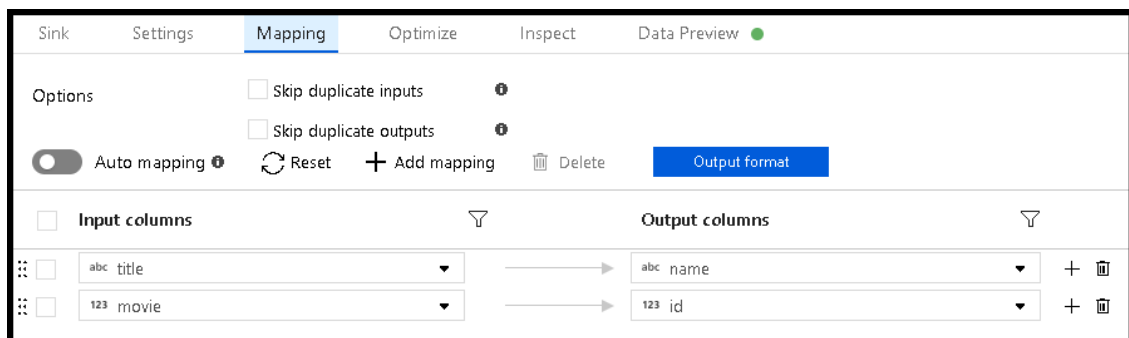 Sink Settings Mapping Optimize Inspect Data Preview
Options
Skip duplicate inputs
Skip duplicate outputs
Auto mapping Reset Add mapping Delete Output format
Input columns Output columns
abc title abc name
123 movie 123 id